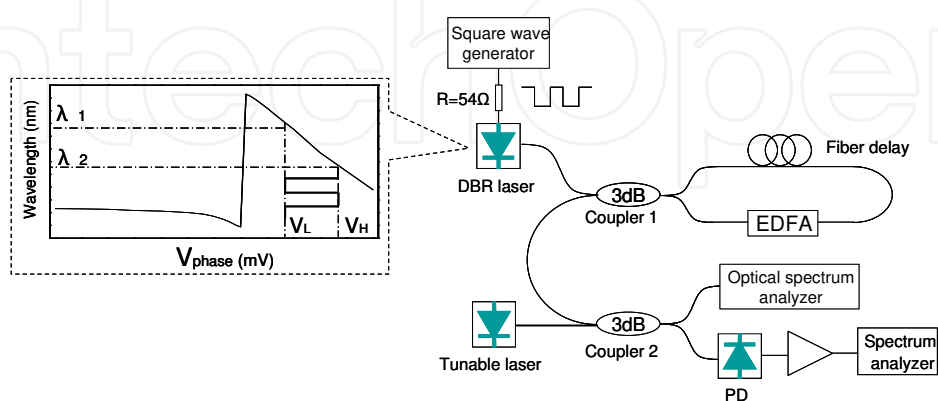 IntechOpen
Square wave
generator
R=54Ω
DBR laser
Wavelength (nm)
λ 1
λ 2
VL
VH
Vphase (mV)
3dB
Coupler 1
Fiber delay
EDFA
Optical spectrum
analyzer
Tunable laser
3dB
Coupler 2
PD
Spectrum
analyzer